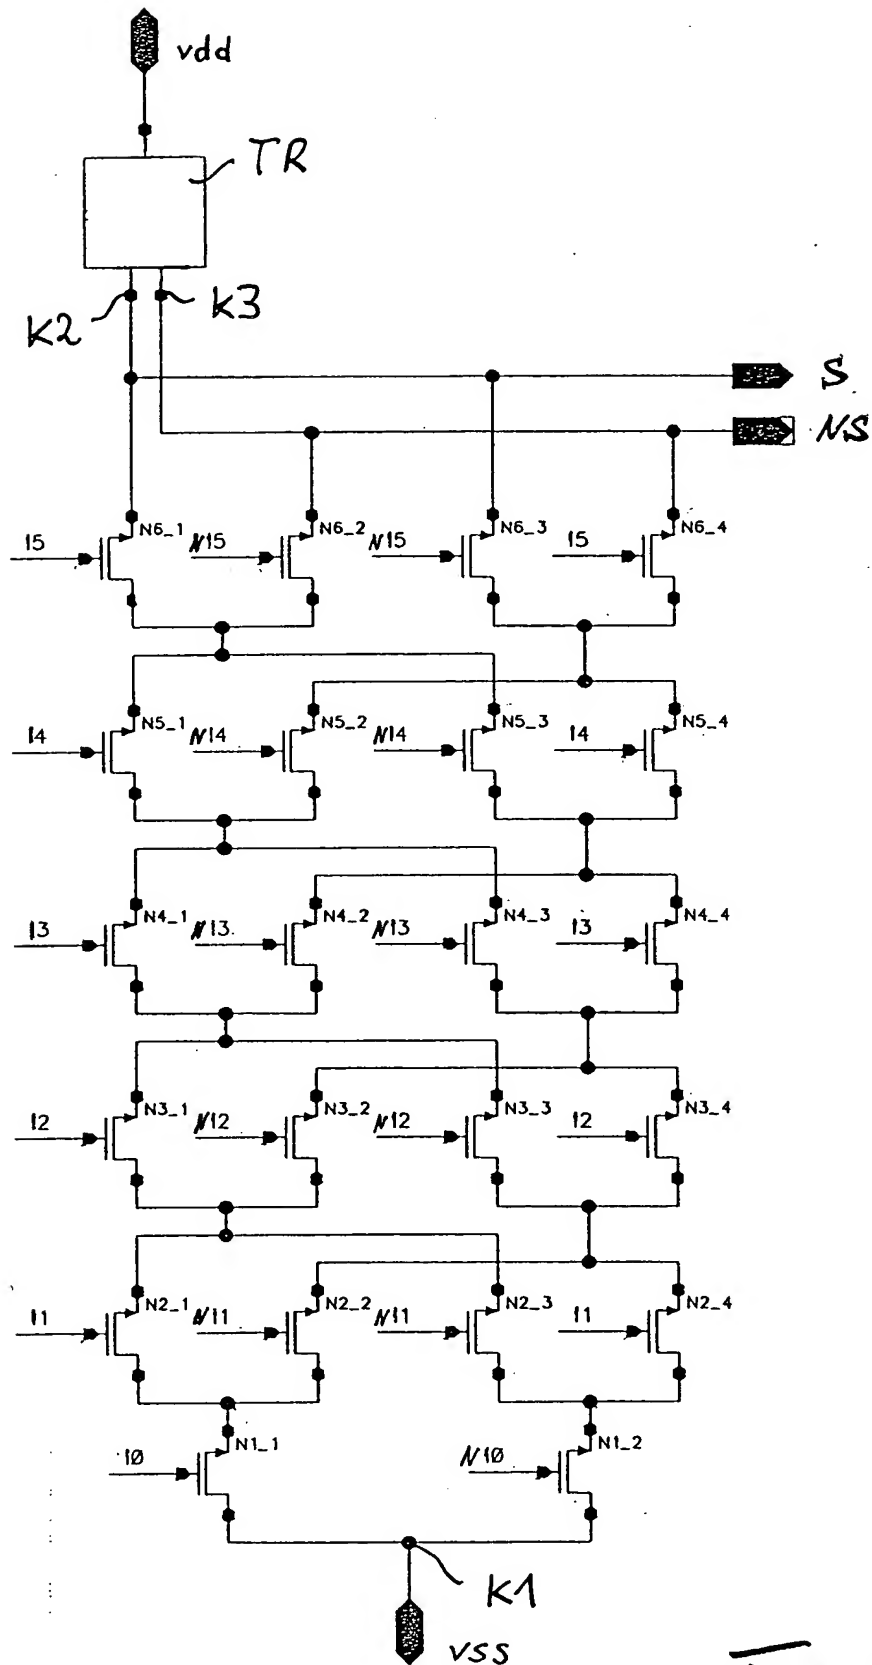 vdd
TR
K2 K3
S
NS
N6_1 N6_2 N6_3 N6_4
I5 NI5 NI5 I5
N5_1 N5_2 N5_3 N5_4
I4 NI4 NI4 I4
N4_1 N4_2 N4_3 N4_4
I3 NI3 NI3 I3
N3_1 N3_2 N3_3 N3_4
I2 NI2 NI2 I2
N2_1 N2_2 N2_3 N2_4
I1 NI1 NI1 I1
N1_1 N1_2
I0 NI0
K1
vss